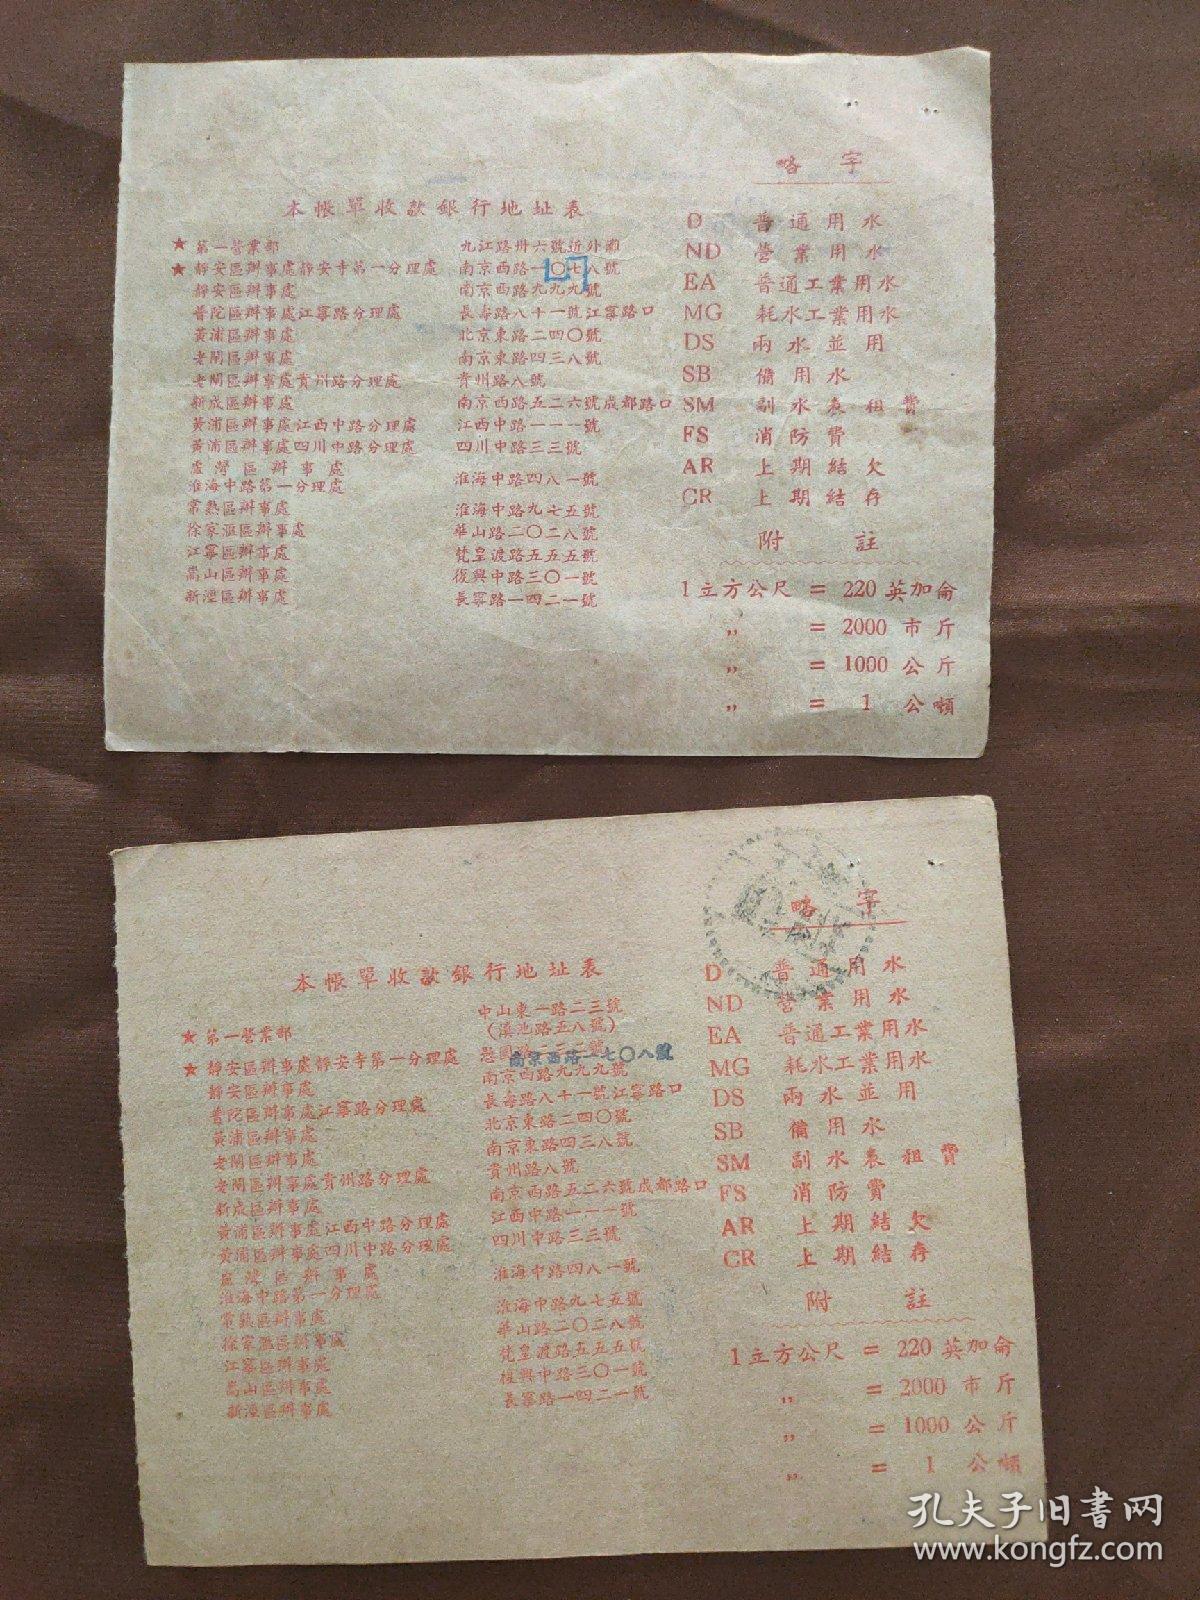 略字
本帳單收款銀行地址表
★ 第一營業部 九江路卅六號近外灘
★ 靜安區辦事處靜安寺第一分理處 南京西路一〇七八號
靜安區辦事處 南京西路九九九號
普陀區辦事處江寧路分理處 長壽路八十一號江寧路口
黃浦區辦事處 北京東路二四〇號
老閘區辦事處 南京東路四三八號
老閘區辦事處貴州路分理處 貴州路八號
新成區辦事處 南京西路五二六號成都路口
黃浦區辦事處江西中路分理處 江西中路一一一號
黃浦區辦事處四川中路分理處 四川中路三三號
盧灣區辦事處
淮海中路第一分理處 淮海中路四八一號
常熟區辦事處 淮海中路九七五號
徐家滙區辦事處 華山路二〇二八號
江寧區辦事處 梵皇渡路五五五號
嵩山區辦事處 復興中路三〇一號
新涇區辦事處 長寧路一四二一號
D 普通用水
ND 營業用水
EA 普通工業用水
MG 耗水工業用水
DS 兩水並用
SB 備用水
SM 副水表租費
FS 消防費
AR 上期結欠
CR 上期結存
附註
1立方公尺 = 220 英加侖
〃 = 2000 市斤
〃 = 1000 公斤
〃 = 1 公噸
略字
本帳單收款銀行地址表
★ 第一營業部 中山東一路二三號
(滇池路五八號)
★ 靜安區辦事處靜安寺第一分理處
南京西路一七〇八號
靜安區辦事處 南京西路九九九號
普陀區辦事處江寧路分理處 長壽路八十一號江寧路口
黃浦區辦事處 北京東路二四〇號
老閘區辦事處 南京東路四三八號
老閘區辦事處貴州路分理處 貴州路八號
新成區辦事處 南京西路五二六號成都路口
黃浦區辦事處江西中路分理處 江西中路一一一號
黃浦區辦事處四川中路分理處 四川中路三三號
盧灣區辦事處
淮海中路第一分理處 淮海中路四八一號
常熟區辦事處 淮海中路九七五號
徐家滙區辦事處 華山路二〇二八號
江寧區辦事處 梵皇渡路五五五號
嵩山區辦事處 復興中路三〇一號
新涇區辦事處 長寧路一四二一號
D 普通用水
ND 營業用水
EA 普通工業用水
MG 耗水工業用水
DS 兩水並用
SB 備用水
SM 副水表租費
FS 消防費
AR 上期結欠
CR 上期結存
附註
1立方公尺 = 220 英加侖
〃 = 2000 市斤
〃 = 1000 公斤
〃 = 1 公噸
孔夫子旧书网
www.kongfz.com